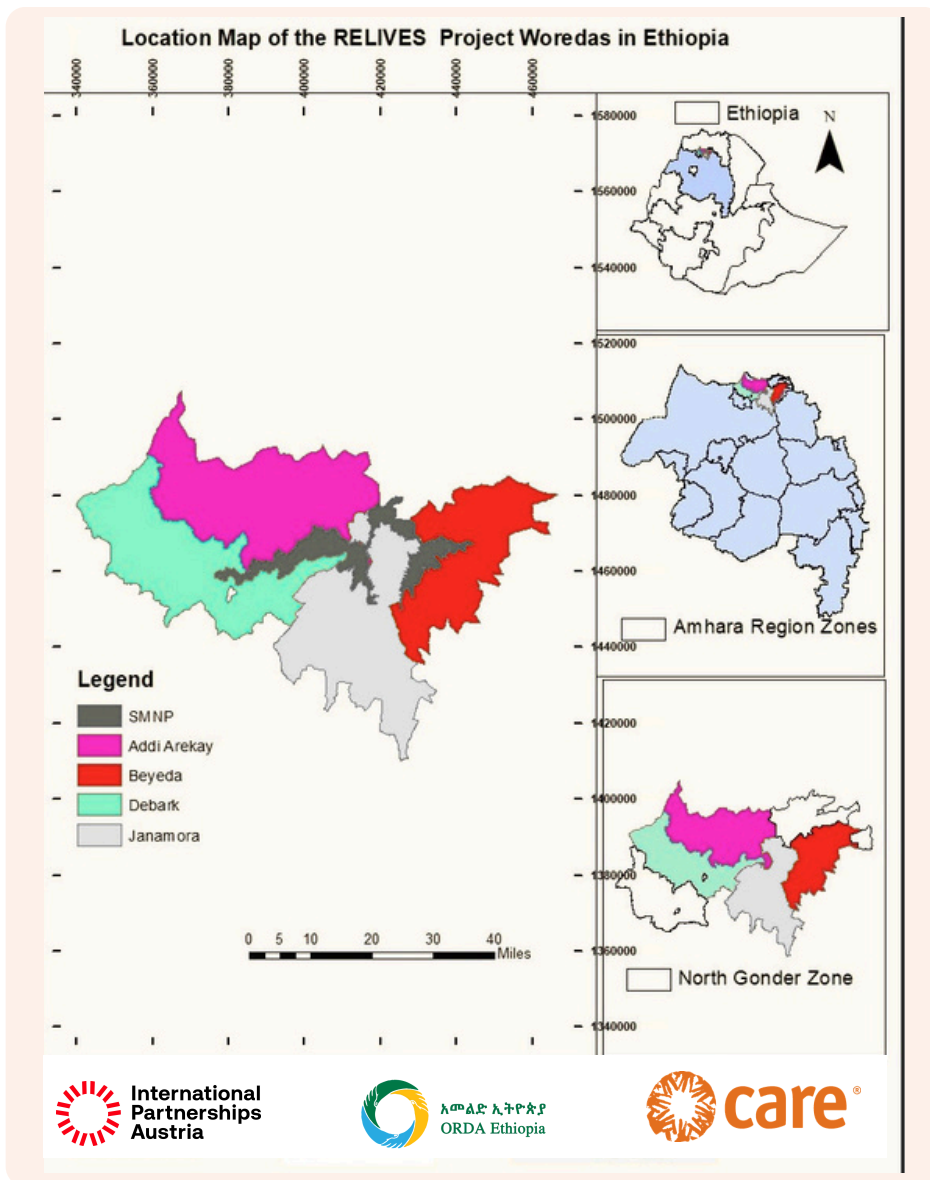 Location Map of the RELIVES Project Woredas in Ethiopia
340000
360000
380000
400000
420000
440000
460000
1580000
1560000
1540000
1520000
1500000
1480000
1460000
1440000
1420000
1400000
1380000
1360000
1340000
Ethiopia
N
Amhara Region Zones
North Gonder Zone
Legend
SMNP
Addi Arekay
Beyeda
Debark
Janamora
0 5 10 20 30 40
Miles
International
Partnerships
Austria
አመልድ ኢትዮጵያ
ORDA Ethiopia
care®